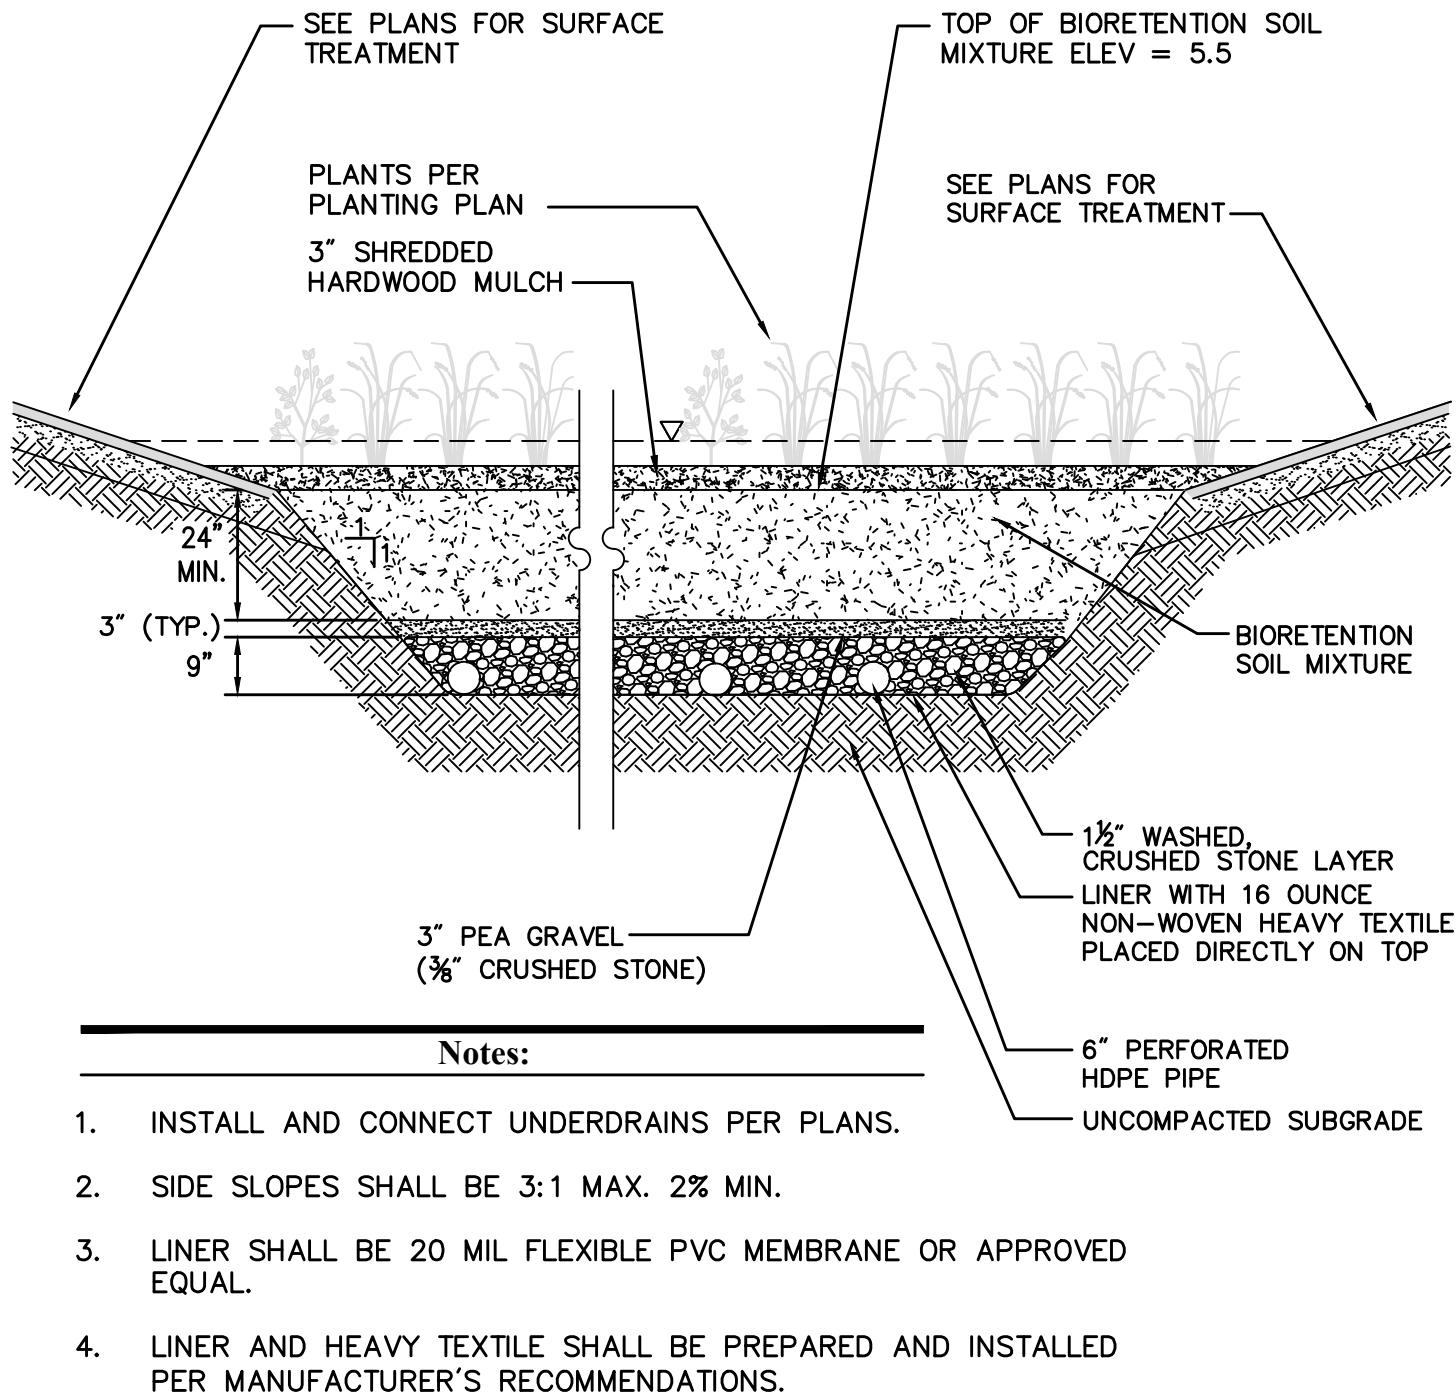 SEE PLANS FOR SURFACE
TREATMENT
TOP OF BIORETENTION SOIL
MIXTURE ELEV = 5.5
PLANTS PER
PLANTING PLAN
3" SHREDDED
HARDWOOD MULCH
SEE PLANS FOR
SURFACE TREATMENT
1
1
24"
MIN.
3" (TYP.)
9"
BIORETENTION
SOIL MIXTURE
1½" WASHED,
CRUSHED STONE LAYER
LINER WITH 16 OUNCE
NON-WOVEN HEAVY TEXTILE
PLACED DIRECTLY ON TOP
3" PEA GRAVEL
(⅜" CRUSHED STONE)
6" PERFORATED
HDPE PIPE
UNCOMPACTED SUBGRADE
Notes:
1. INSTALL AND CONNECT UNDERDRAINS PER PLANS.
2. SIDE SLOPES SHALL BE 3:1 MAX. 2% MIN.
3. LINER SHALL BE 20 MIL FLEXIBLE PVC MEMBRANE OR APPROVED
EQUAL.
4. LINER AND HEAVY TEXTILE SHALL BE PREPARED AND INSTALLED
PER MANUFACTURER'S RECOMMENDATIONS.